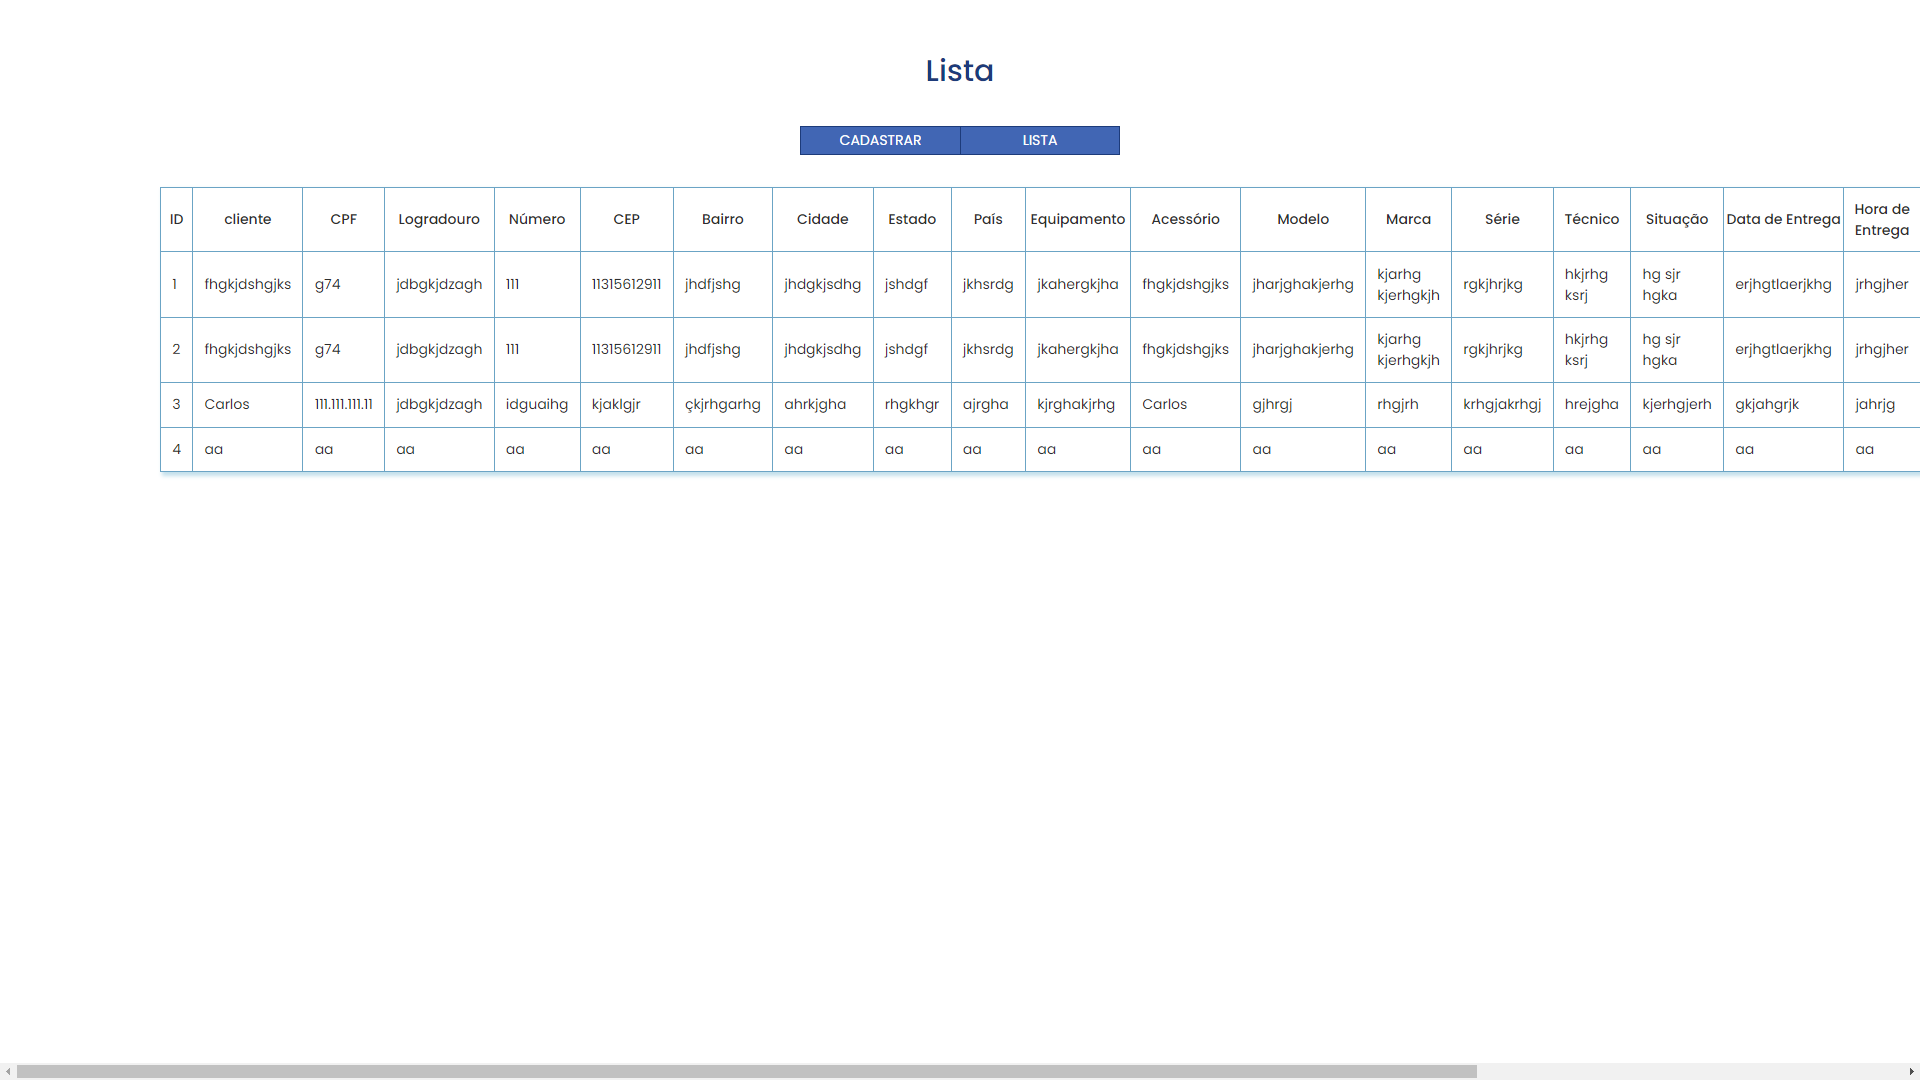 Lista
CADASTRAR LISTA
ID cliente CPF Logradouro Número CEP Bairro Cidade Estado País Equipamento Acessório Modelo Marca Série Técnico Situação Data de Entrega Hora de Entrega
1 fhgkjdshgjks g74 jdbgkjdzagh 111 11315612911 jhdfjshg jhdgkjsdhg jshdgf jkhsrdg jkahergkjha fhgkjdshgjks jharjghakjerhg kjarhg kjerhgkjh rgkjhrjkg hkjrhg ksrj hg sjr hgka erjhgtlaerjkhg jrhgjher
2 fhgkjdshgjks g74 jdbgkjdzagh 111 11315612911 jhdfjshg jhdgkjsdhg jshdgf jkhsrdg jkahergkjha fhgkjdshgjks jharjghakjerhg kjarhg kjerhgkjh rgkjhrjkg hkjrhg ksrj hg sjr hgka erjhgtlaerjkhg jrhgjher
3 Carlos 111.111.111.11 jdbgkjdzagh idguaihg kjaklgjr çkjrhgarhg ahrkjgha rhgkhgr ajrgha kjrghakjrhg Carlos gjhrgj rhgjrh krhgjakrhgj hrejgha kjerhgjerh gkjahgrjk jahrjg
4 aa aa aa aa aa aa aa aa aa aa aa aa aa aa aa aa aa aa